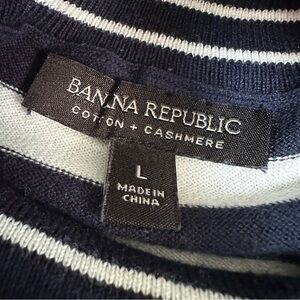 BANANA REPUBLIC
COTTON + CASHMERE
L
MADE IN
CHINA